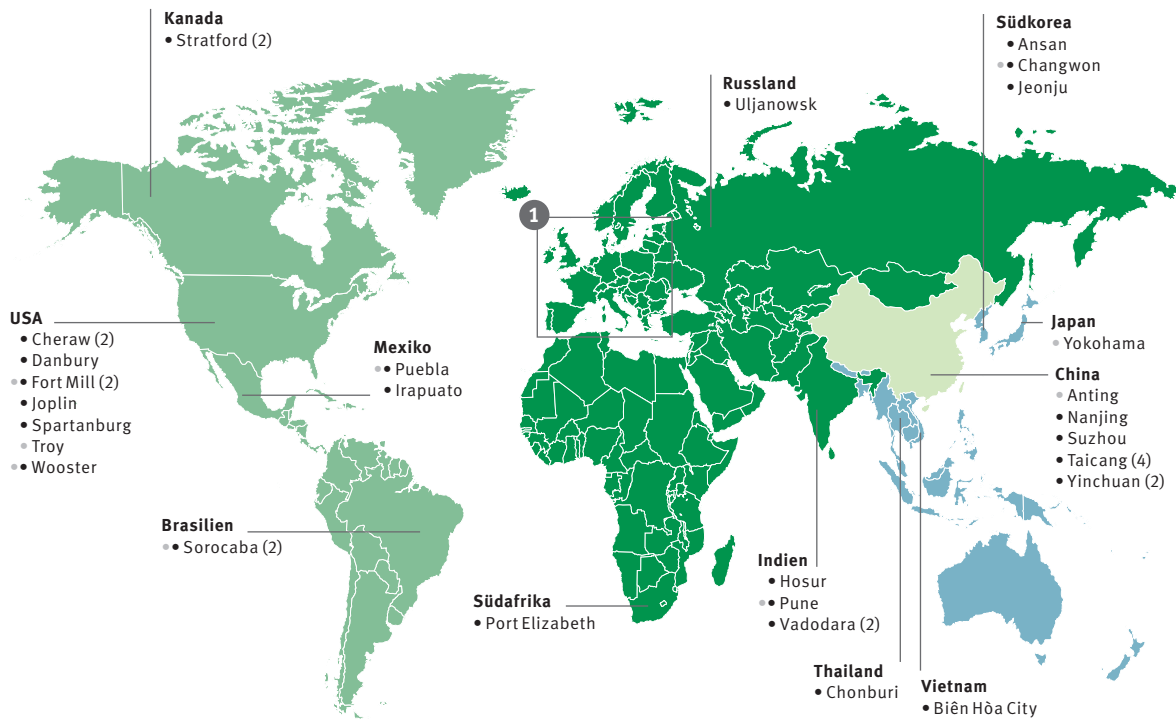 Kanada
• Stratford (2)
Südkorea
• Ansan
•• Changwon
• Jeonju
Russland
• Uljanowsk
1
USA
• Cheraw (2)
• Danbury
•• Fort Mill (2)
• Joplin
• Spartanburg
• Troy
•• Wooster
Mexiko
•• Puebla
• Irapuato
Japan
• Yokohama
China
• Anting
• Nanjing
• Suzhou
• Taicang (4)
• Yinchuan (2)
Brasilien
•• Sorocaba (2)
Südafrika
• Port Elizabeth
Indien
• Hosur
•• Pune
• Vadodara (2)
Thailand
• Chonburi
Vietnam
• Biên Hòa City